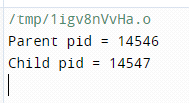 /tmp/1igv8nVvHa.o
Parent pid = 14546
Child pid = 14547